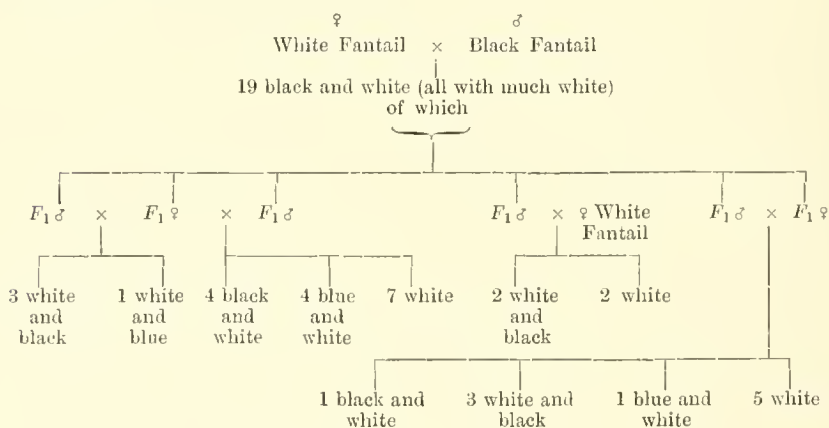 ♀ ♂
White Fantail × Black Fantail
19 black and white (all with much white)
of which
F₁ ♂ × F₁ ♀ × F₁ ♂ F₁ ♂ × ♀ White F₁ ♂ × F₁ ♀
Fantail
3 white 1 white 4 black 4 blue 7 white 2 white 2 white
and and and and and
black blue white white black
1 black and 3 white and 1 blue and 5 white
white black white